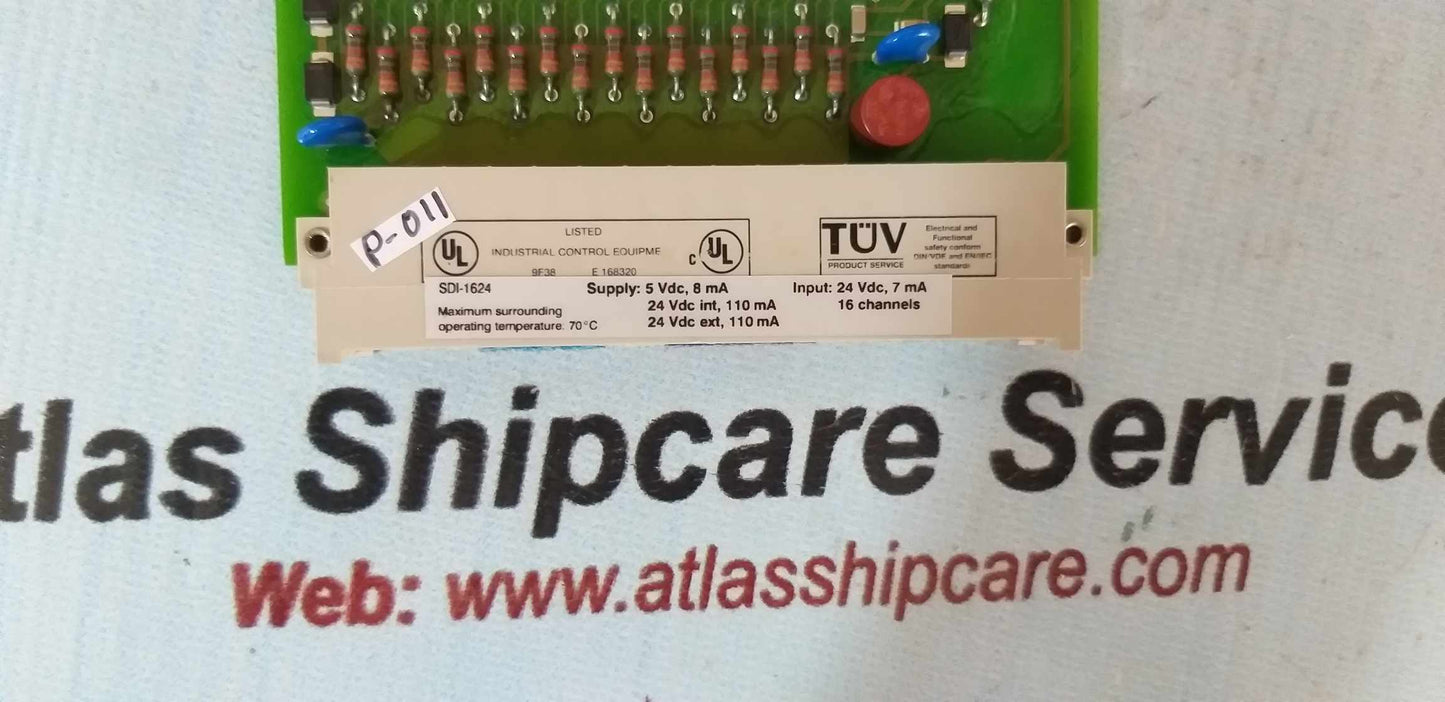 P-011
UL
LISTED
INDUSTRIAL CONTROL EQUIPME
9F38 E 168320
c UL
TÜV
PRODUCT SERVICE
Electrical and
Functional
safety conform
DIN/VDE and EN/IEC
standards
SDI-1624
Maximum surrounding
operating temperature: 70°C
Supply: 5 Vdc, 8 mA
24 Vdc int, 110 mA
24 Vdc ext, 110 mA
Input: 24 Vdc, 7 mA
16 channels
tlas Shipcare Service
Web: www.atlasshipcare.com